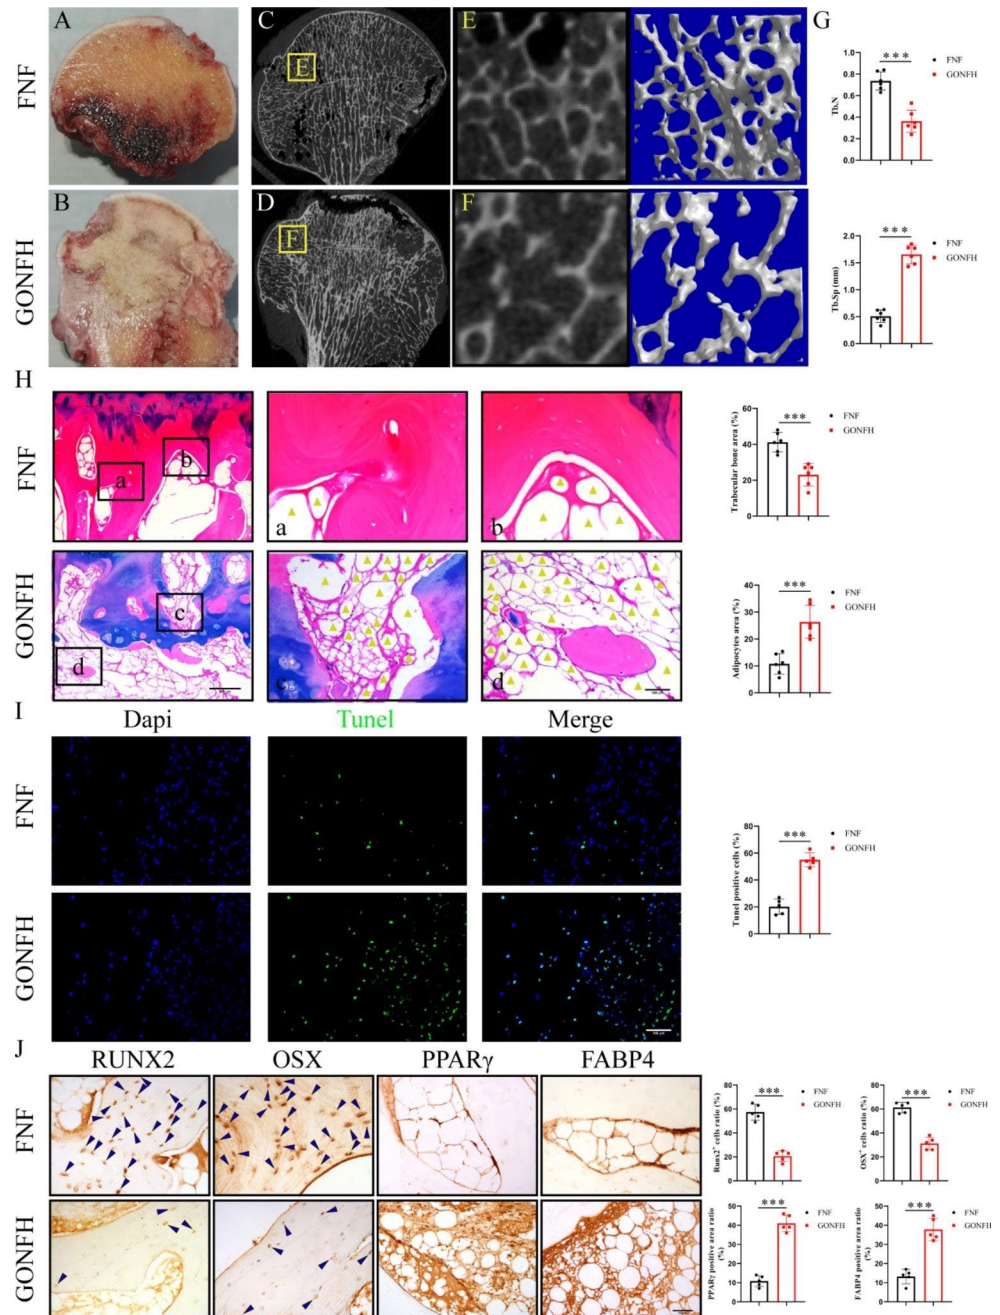 A
C
E
G
FNF
E
Tb.N
1.0
0.8
0.6
0.4
0.2
0.0
***
FNF
GONFH
B
D
F
GONFH
F
Tb.Sp (mm)
2.0
1.5
1.0
0.5
0.0
***
FNF
GONFH
H
FNF
a
b
a
b
Trabecular bone area (%)
60
40
20
0
***
FNF
GONFH
GONFH
c
d
c
d
Adipocytes area (%)
40
30
20
10
0
***
FNF
GONFH
I
Dapi
Tunel
Merge
FNF
GONFH
Tunel positive cells (%)
80
60
40
20
0
***
FNF
GONFH
J
RUNX2
OSX
PPARγ
FABP4
FNF
GONFH
Runx2⁺ cells ratio (%)
80
60
40
20
0
***
FNF
GONFH
OSX⁺ cells ratio (%)
80
60
40
20
0
***
FNF
GONFH
PPARγ positive area ratio
(%)
50
40
30
20
10
0
***
FNF
GONFH
FABP4 positive area ratio
(%)
50
40
30
20
10
0
***
FNF
GONFH